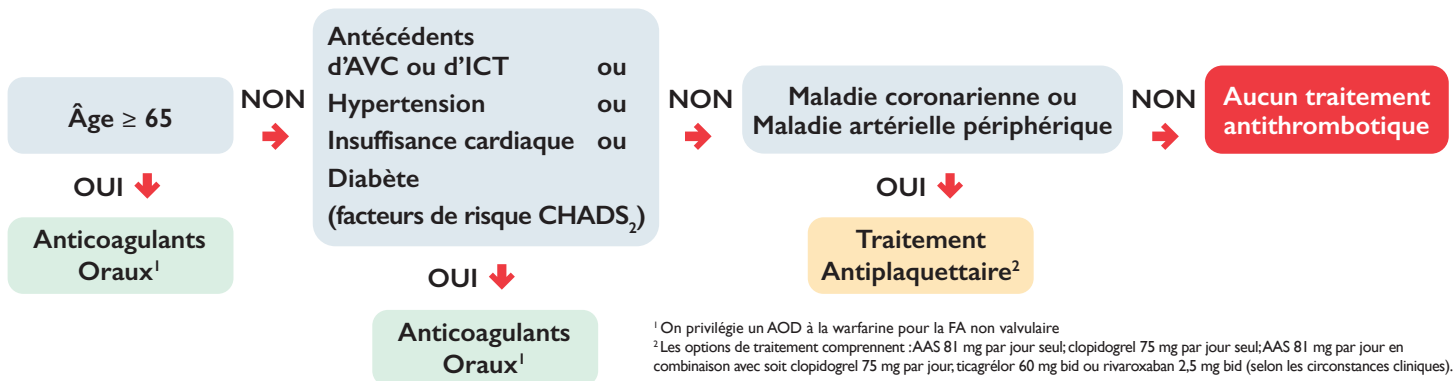 Âge ≥ 65
OUI
Anticoagulants
Oraux¹
NON
Antécédents
d'AVC ou d'ICT ou
Hypertension ou
Insuffisance cardiaque ou
Diabète
(facteurs de risque CHADS₂)
OUI
Anticoagulants
Oraux¹
NON
Maladie coronarienne ou
Maladie artérielle périphérique
OUI
Traitement
Antiplaquettaire²
NON
Aucun traitement
antithrombotique
¹ On privilégie un AOD à la warfarine pour la FA non valvulaire
² Les options de traitement comprennent : AAS 81 mg par jour seul; clopidogrel 75 mg par jour seul; AAS 81 mg par jour en
combinaison avec soit clopidogrel 75 mg par jour, ticagrélor 60 mg bid ou rivaroxaban 2,5 mg bid (selon les circonstances cliniques).